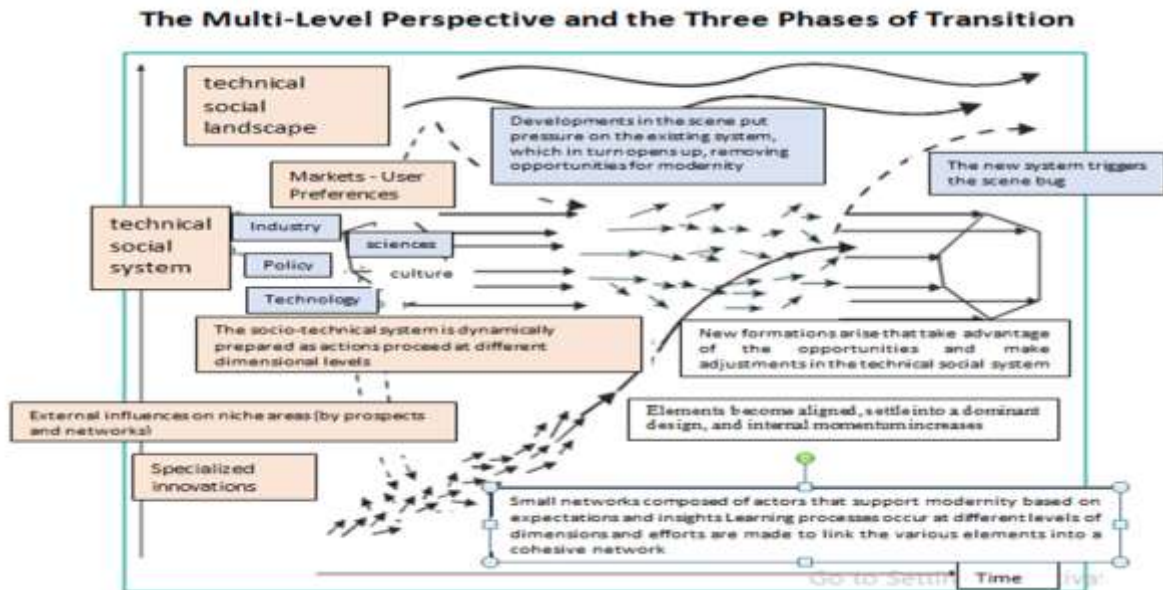 The Multi-Level Perspective and the Three Phases of Transition
technical
social
landscape
Developments in the scene put
pressure on the existing system,
which in turn opens up, removing
opportunities for modernity
The new system triggers
the scene bug
Markets - User
Preferences
technical
social
system
Industry
sciences
Policy
culture
Technology
The socio-technical system is dynamically
prepared as actions proceed at different
dimensional levels
New formations arise that take advantage
of the opportunities and make
adjustments in the technical social system
External influences on niche areas (by prospects
and networks)
Elements become aligned, settle into a dominant
design, and internal momentum increases
Specialized
innovations
Small networks composed of actors that support modernity based on
expectations and insights Learning processes occur at different levels of
dimensions and efforts are made to link the various elements into a
cohesive network
Go to Settin
Time